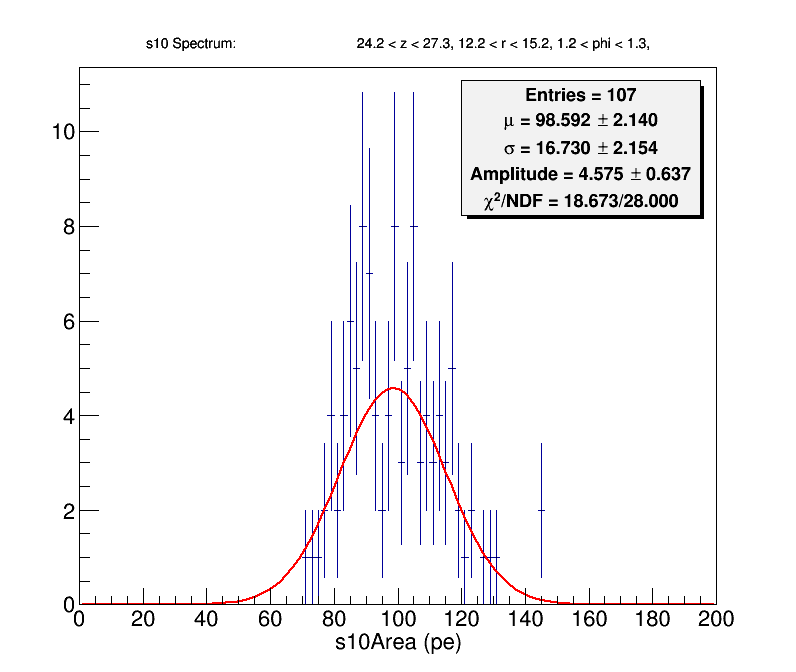 s10 Spectrum: 24.2 < z < 27.3, 12.2 < r < 15.2, 1.2 < phi < 1.3,
Entries = 107
μ = 98.592 ± 2.140
σ = 16.730 ± 2.154
Amplitude = 4.575 ± 0.637
χ²/NDF = 18.673/28.000
10
8
6
4
2
0
0 20 40 60 80 100 120 140 160 180 200
s10Area (pe)